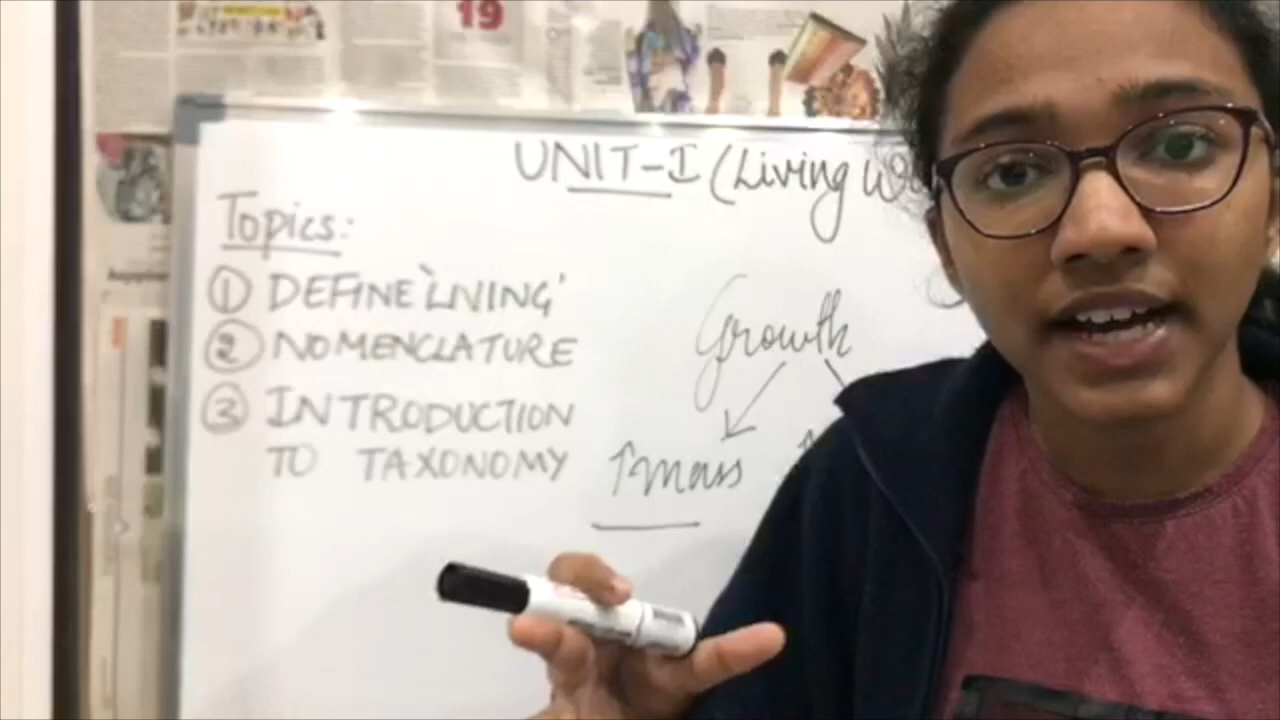 19
UNIT-I (Living
Topics:
① DEFINE 'LIVING'
② NOMENCLATURE
③ INTRODUCTION
TO TAXONOMY
Growth
↑mass